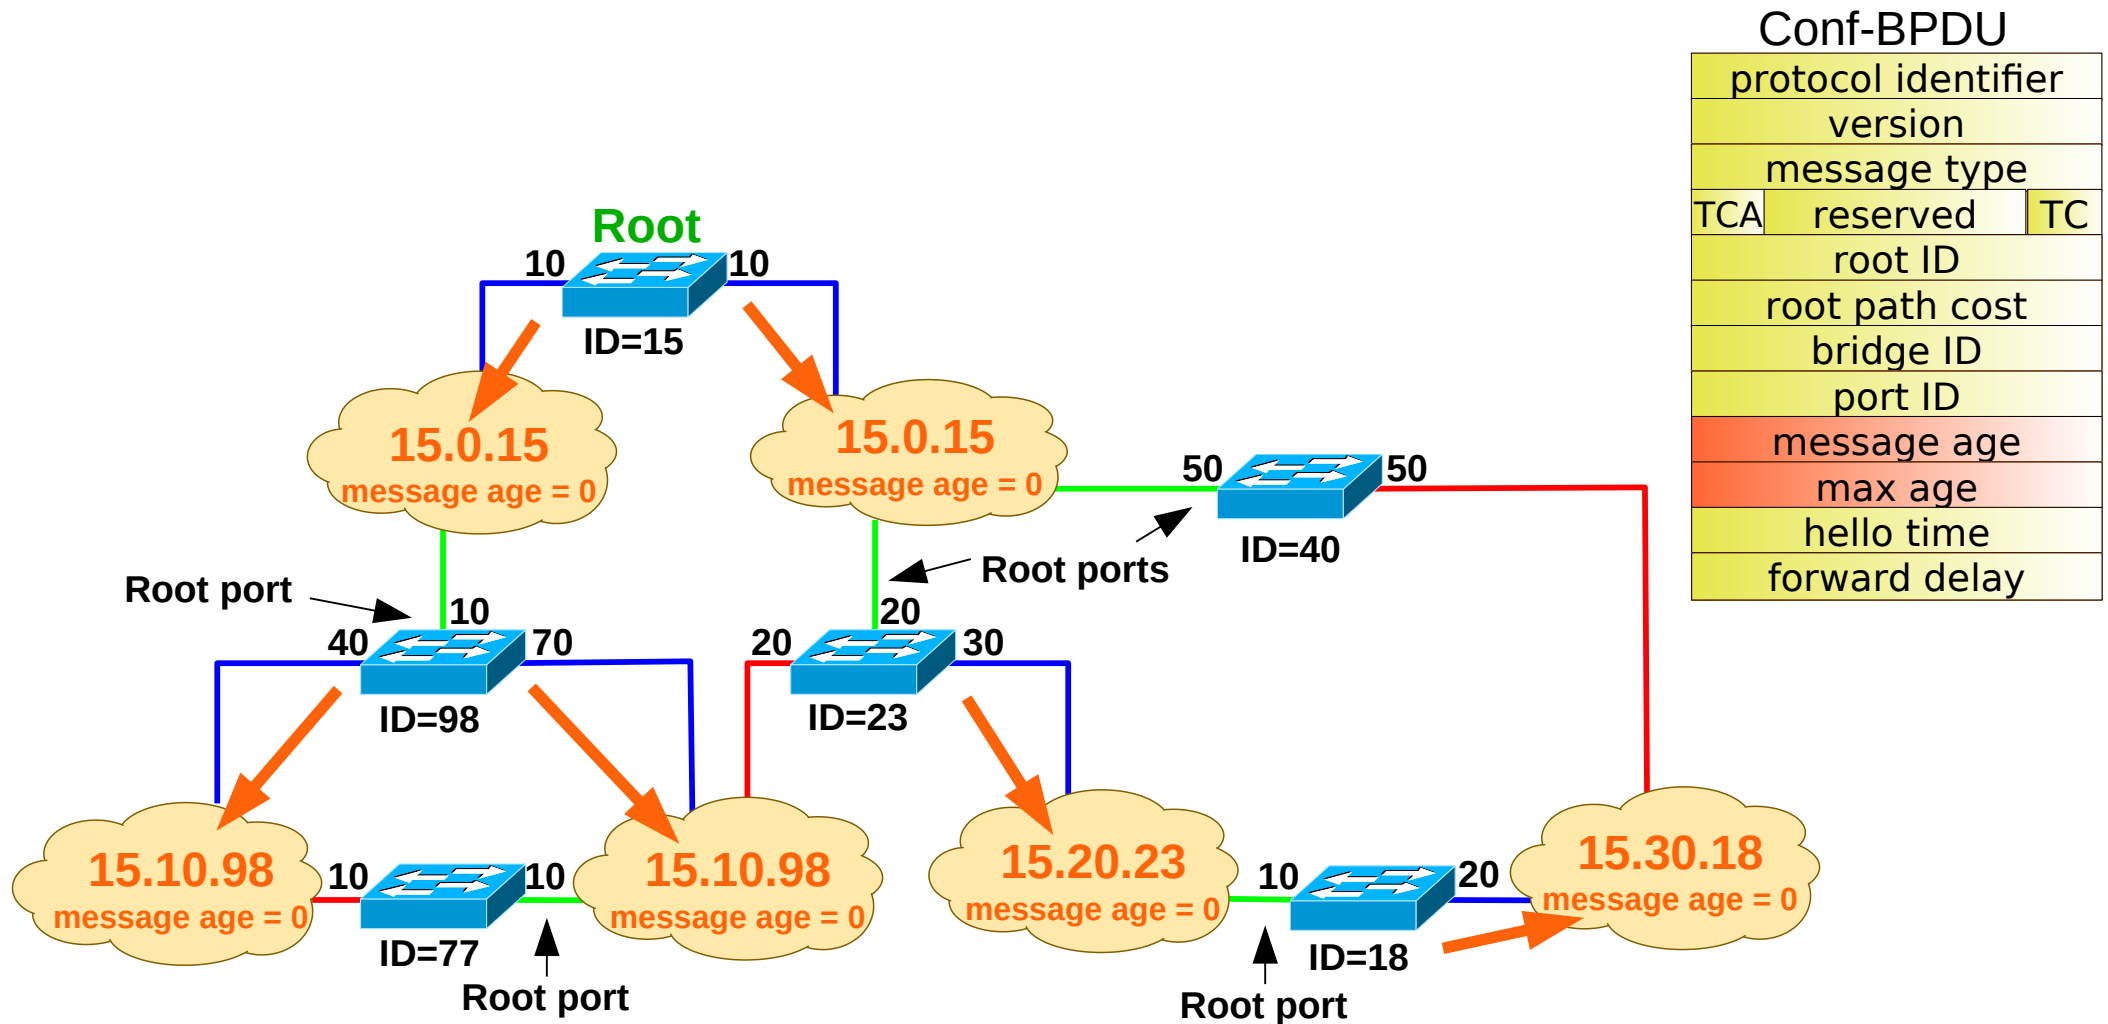 Conf-BPDU
protocol identifier
version
message type
TCA reserved TC
root ID
root path cost
bridge ID
port ID
message age
max age
hello time
forward delay
Root
10 10
ID=15
15.0.15
message age = 0
15.0.15
message age = 0
50 50
ID=40
Root port
Root ports
10
40 70
ID=98
20
20 30
ID=23
15.10.98
message age = 0
10 10
ID=77
Root port
15.10.98
message age = 0
15.20.23
message age = 0
10 20
ID=18
Root port
15.30.18
message age = 0